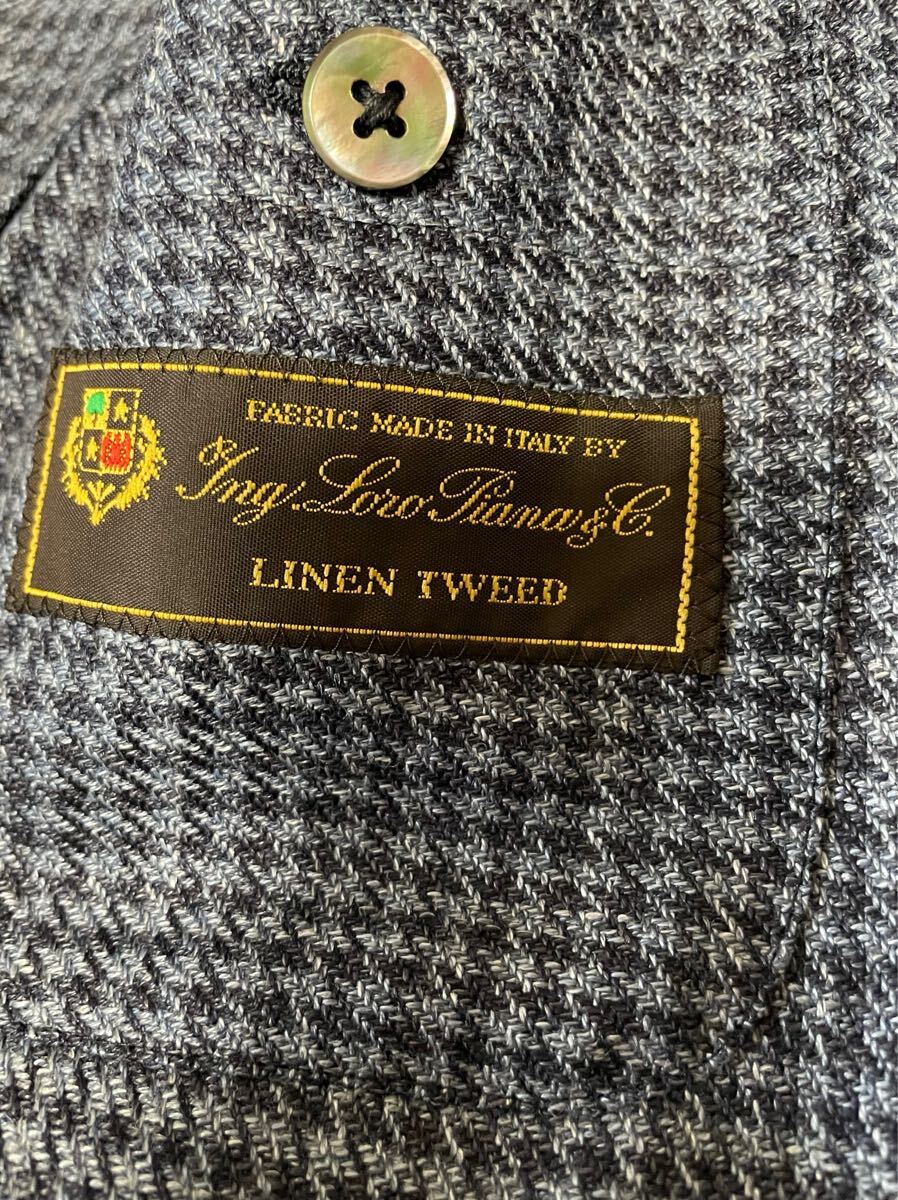 FABRIC MADE IN ITALY BY
Ing. Loro Piana & C.
LINEN TWEED